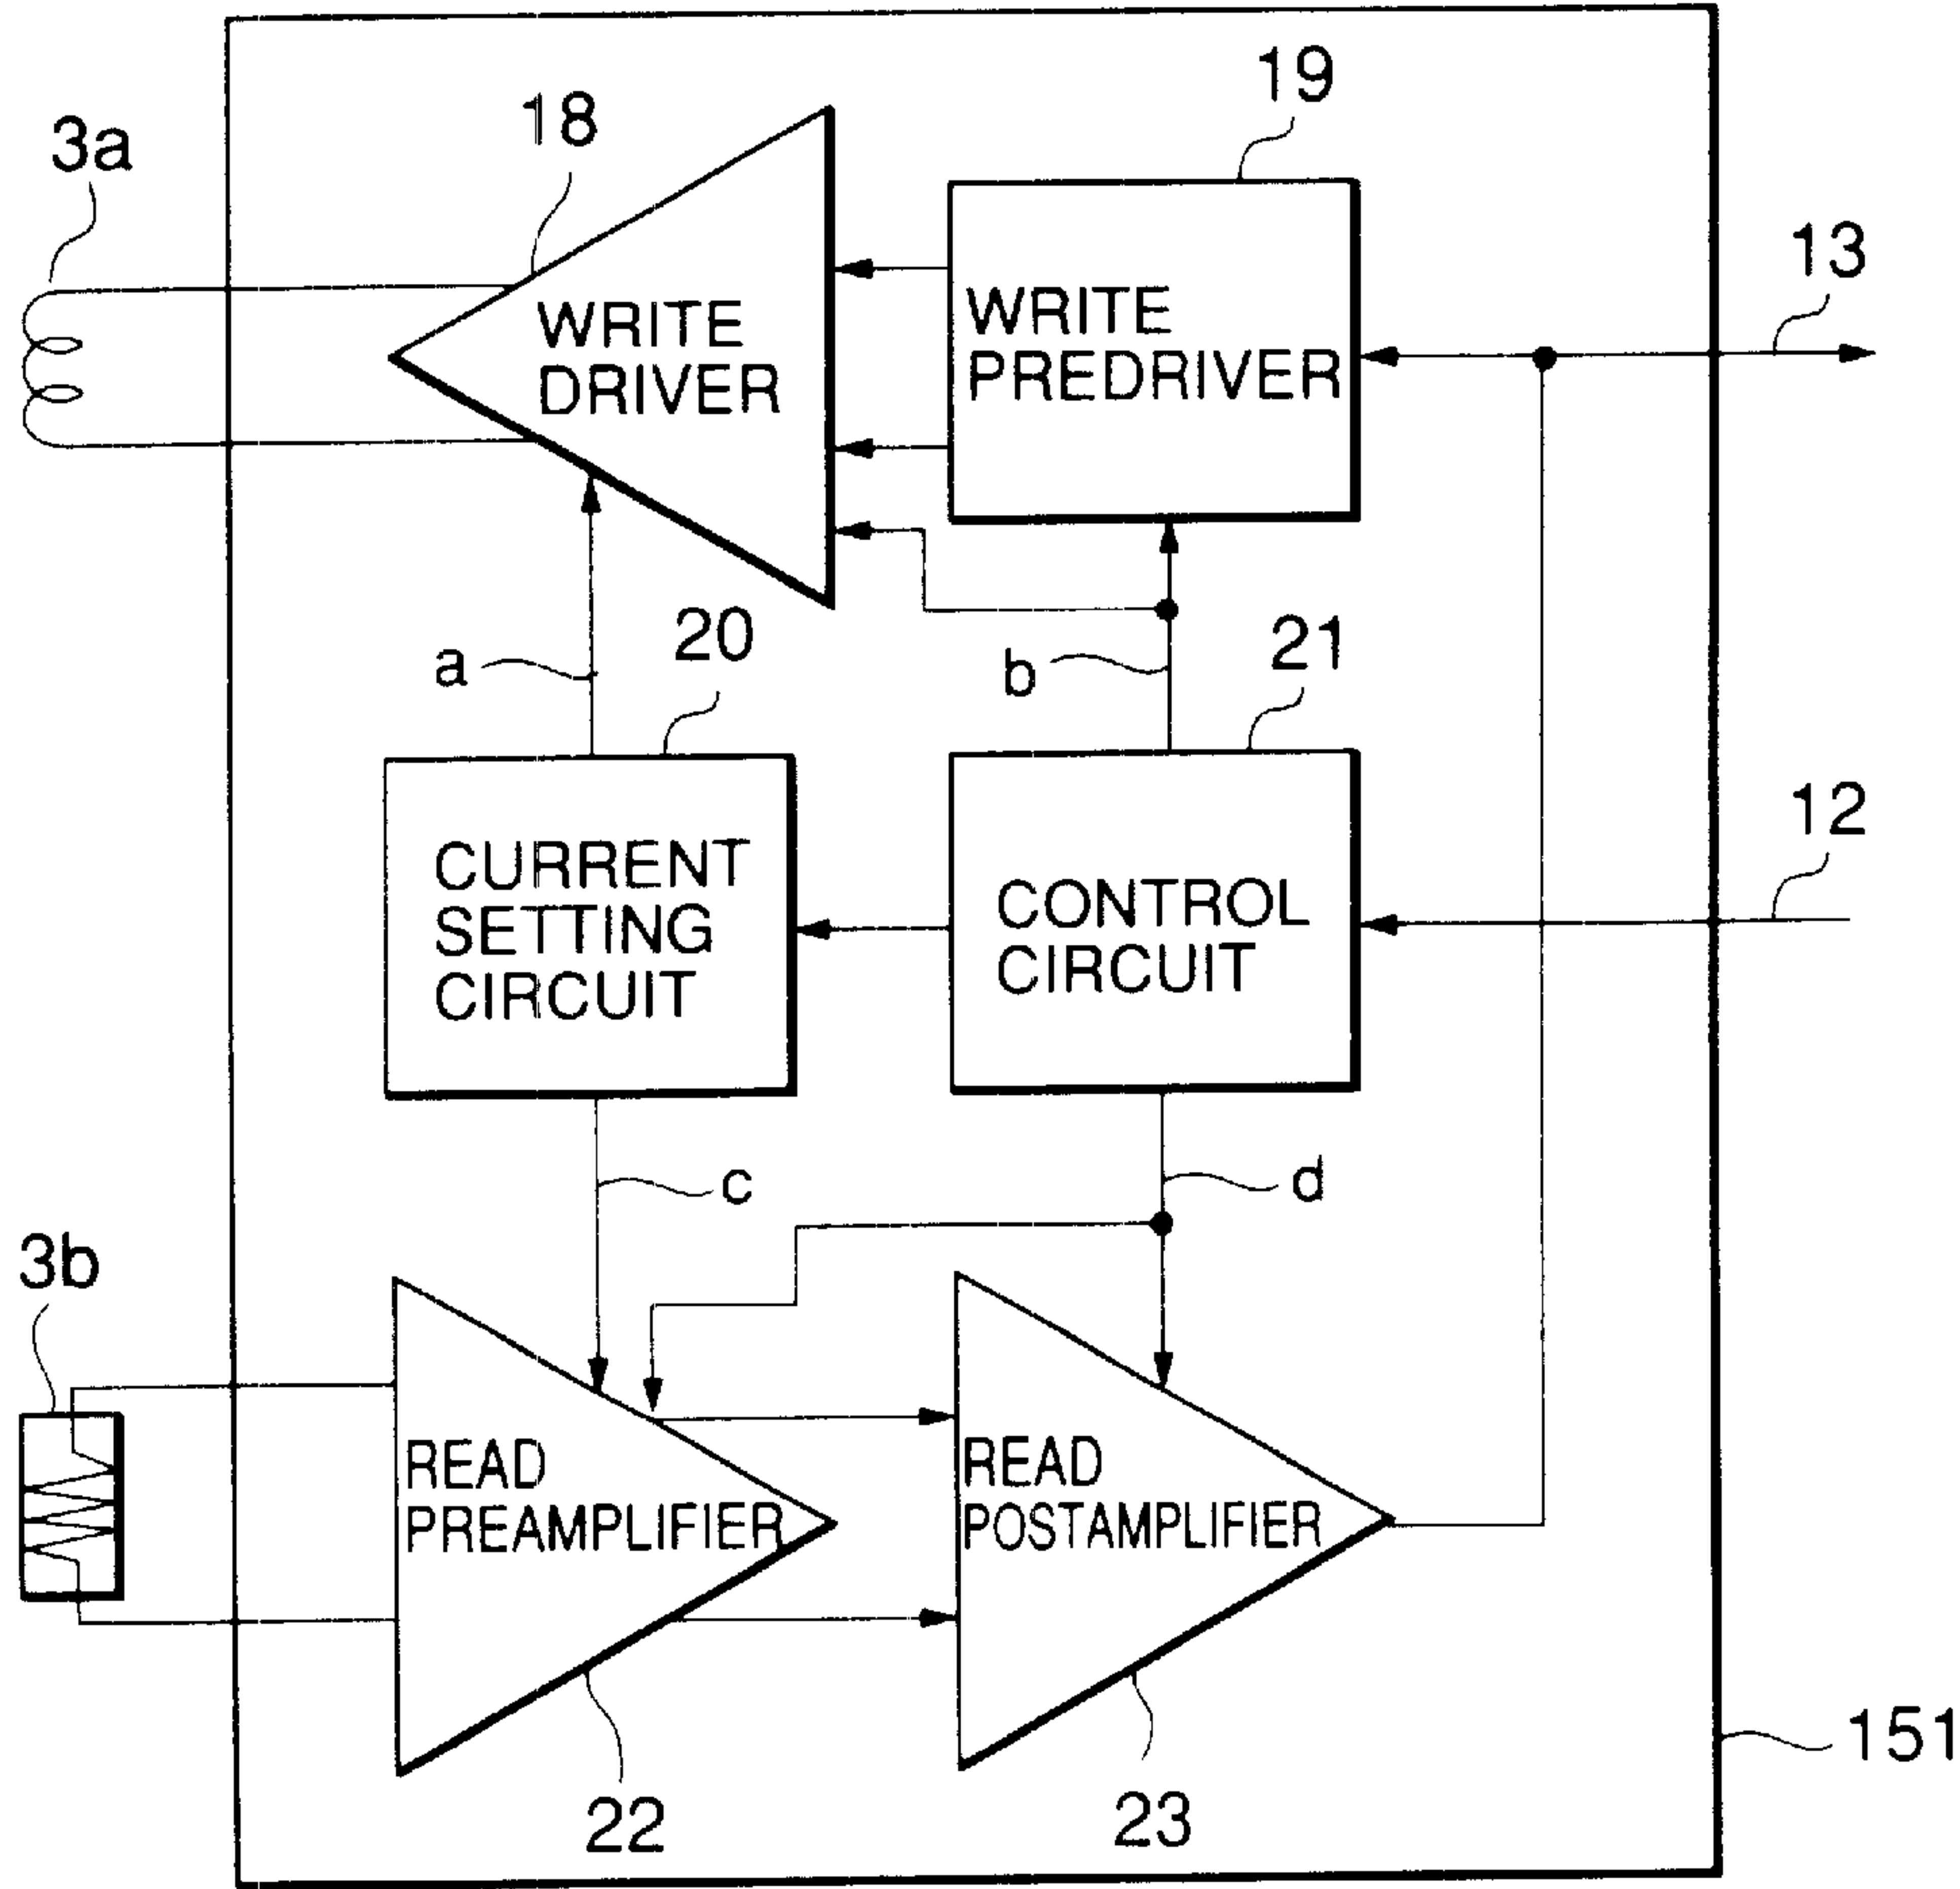 19
18
3a
13
WRITE
DRIVER
WRITE
PREDRIVER
a
20
b
21
12
CURRENT
SETTING
CIRCUIT
CONTROL
CIRCUIT
c
d
3b
READ
PREAMPLIFIER
READ
POSTAMPLIFIER
151
22
23